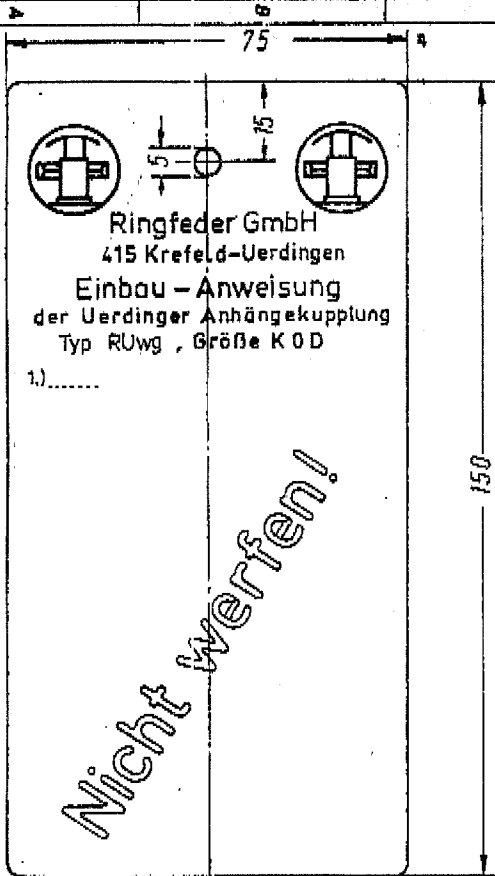 A B
75
15
5
Ringfeder GmbH
415 Krefeld-Uerdingen
Einbau - Anweisung
der Uerdinger Anhängekupplung
Typ RUwg , Größe K 0 D
1.).......
150
Nicht werfen!